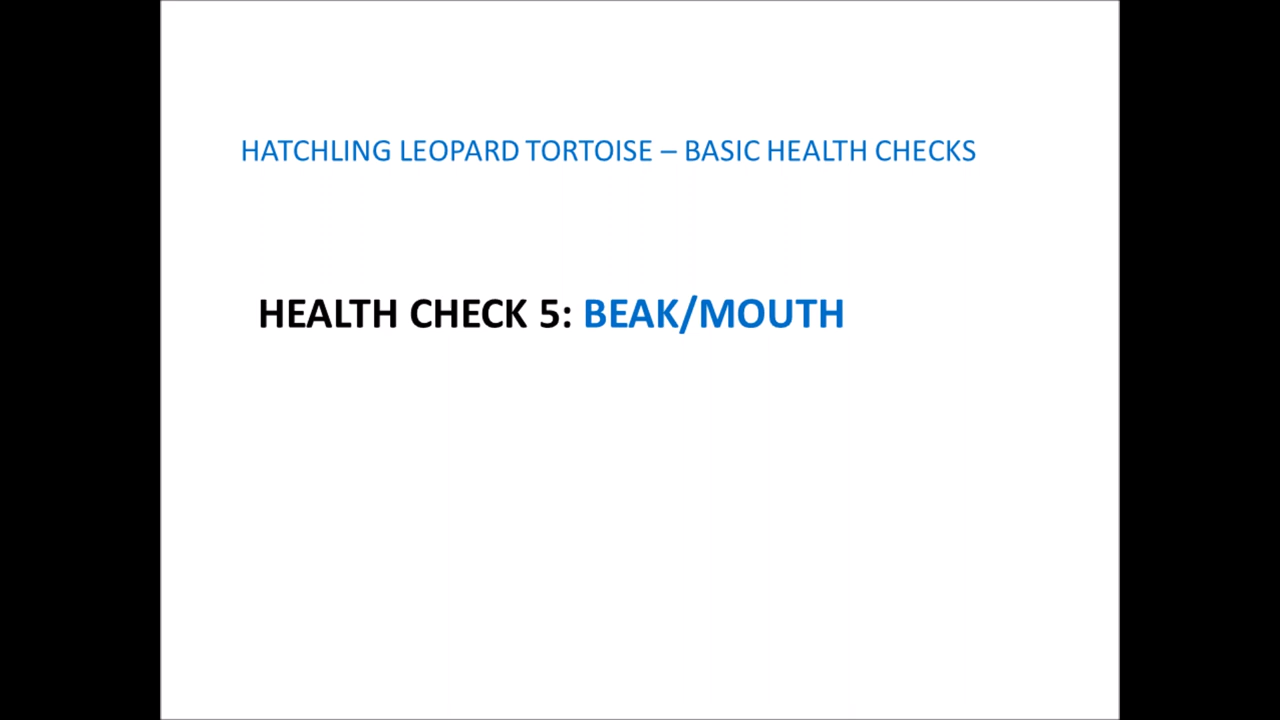 HATCHLING LEOPARD TORTOISE – BASIC HEALTH CHECKS
HEALTH CHECK 5: BEAK/MOUTH